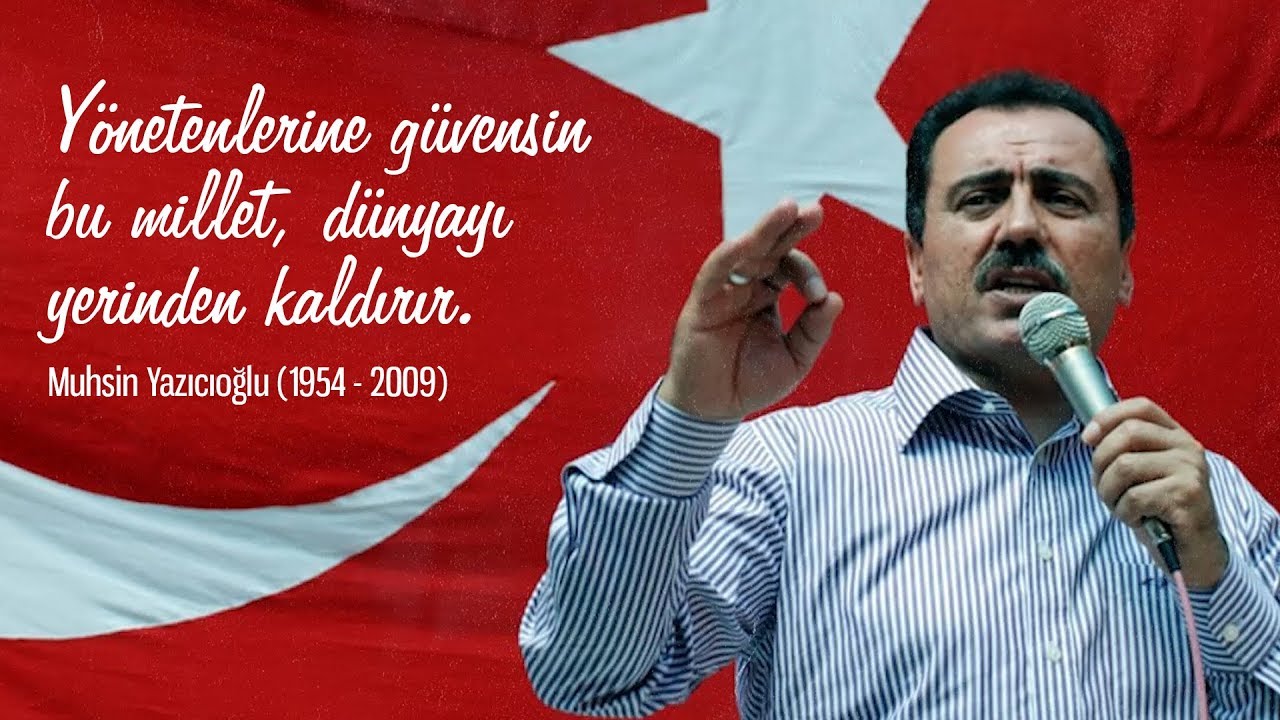 Yönetenlerine güvensin
bu millet, dünyayı
yerinden kaldırır.
Muhsin Yazıcıoğlu (1954 - 2009)